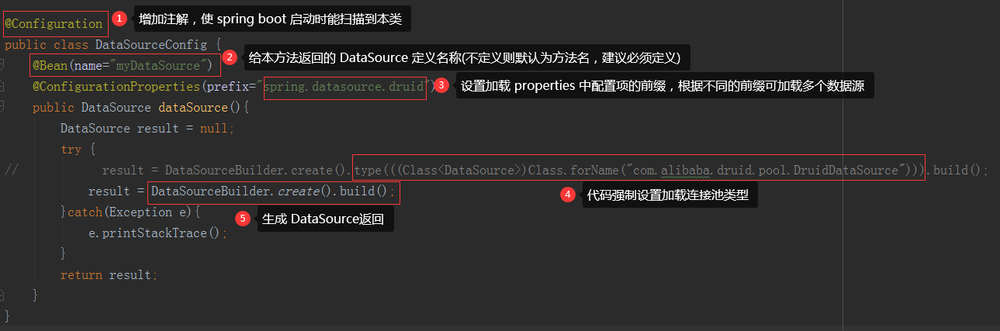 @Configuration 1 增加注解，使 spring boot 启动时能扫描到本类
public class DataSourceConfig {
@Bean(name="myDataSource") 2 给本方法返回的 DataSource 定义名称(不定义则默认为方法名，建议必须定义)
@ConfigurationProperties(prefix="spring.datasource.druid") 3 设置加载 properties 中配置项的前缀，根据不同的前缀可加载多个数据源
public DataSource dataSource(){
DataSource result = null;
try {
// result = DataSourceBuilder.create().type(((Class<DataSource>)Class.forName("com.alibaba.druid.pool.DruidDataSource"))).build();
result = DataSourceBuilder.create().build(); 4 代码强制设置加载连接池类型
}catch(Exception e){ 5 生成 DataSource返回
e.printStackTrace();
}
return result;
}
}